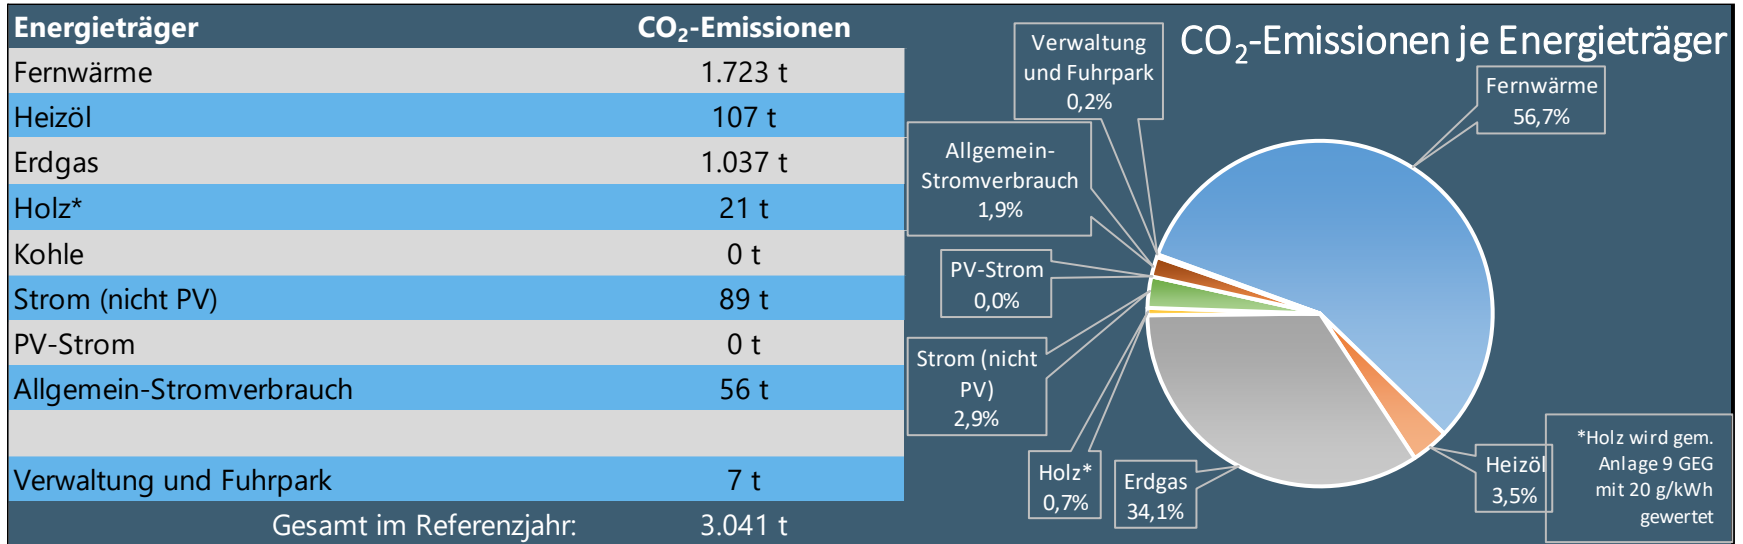 Energieträger CO₂-Emissionen
Fernwärme 1.723 t
Heizöl 107 t
Erdgas 1.037 t
Holz* 21 t
Kohle 0 t
Strom (nicht PV) 89 t
PV-Strom 0 t
Allgemein-Stromverbrauch 56 t
Verwaltung und Fuhrpark 7 t
Gesamt im Referenzjahr: 3.041 t
CO₂-Emissionen je Energieträger
Verwaltung
und Fuhrpark
0,2%
Fernwärme
56,7%
Allgemein-
Stromverbrauch
1,9%
PV-Strom
0,0%
Strom (nicht
PV)
2,9%
Holz*
0,7%
Erdgas
34,1%
Heizöl
3,5%
*Holz wird gem.
Anlage 9 GEG
mit 20 g/kWh
gewertet